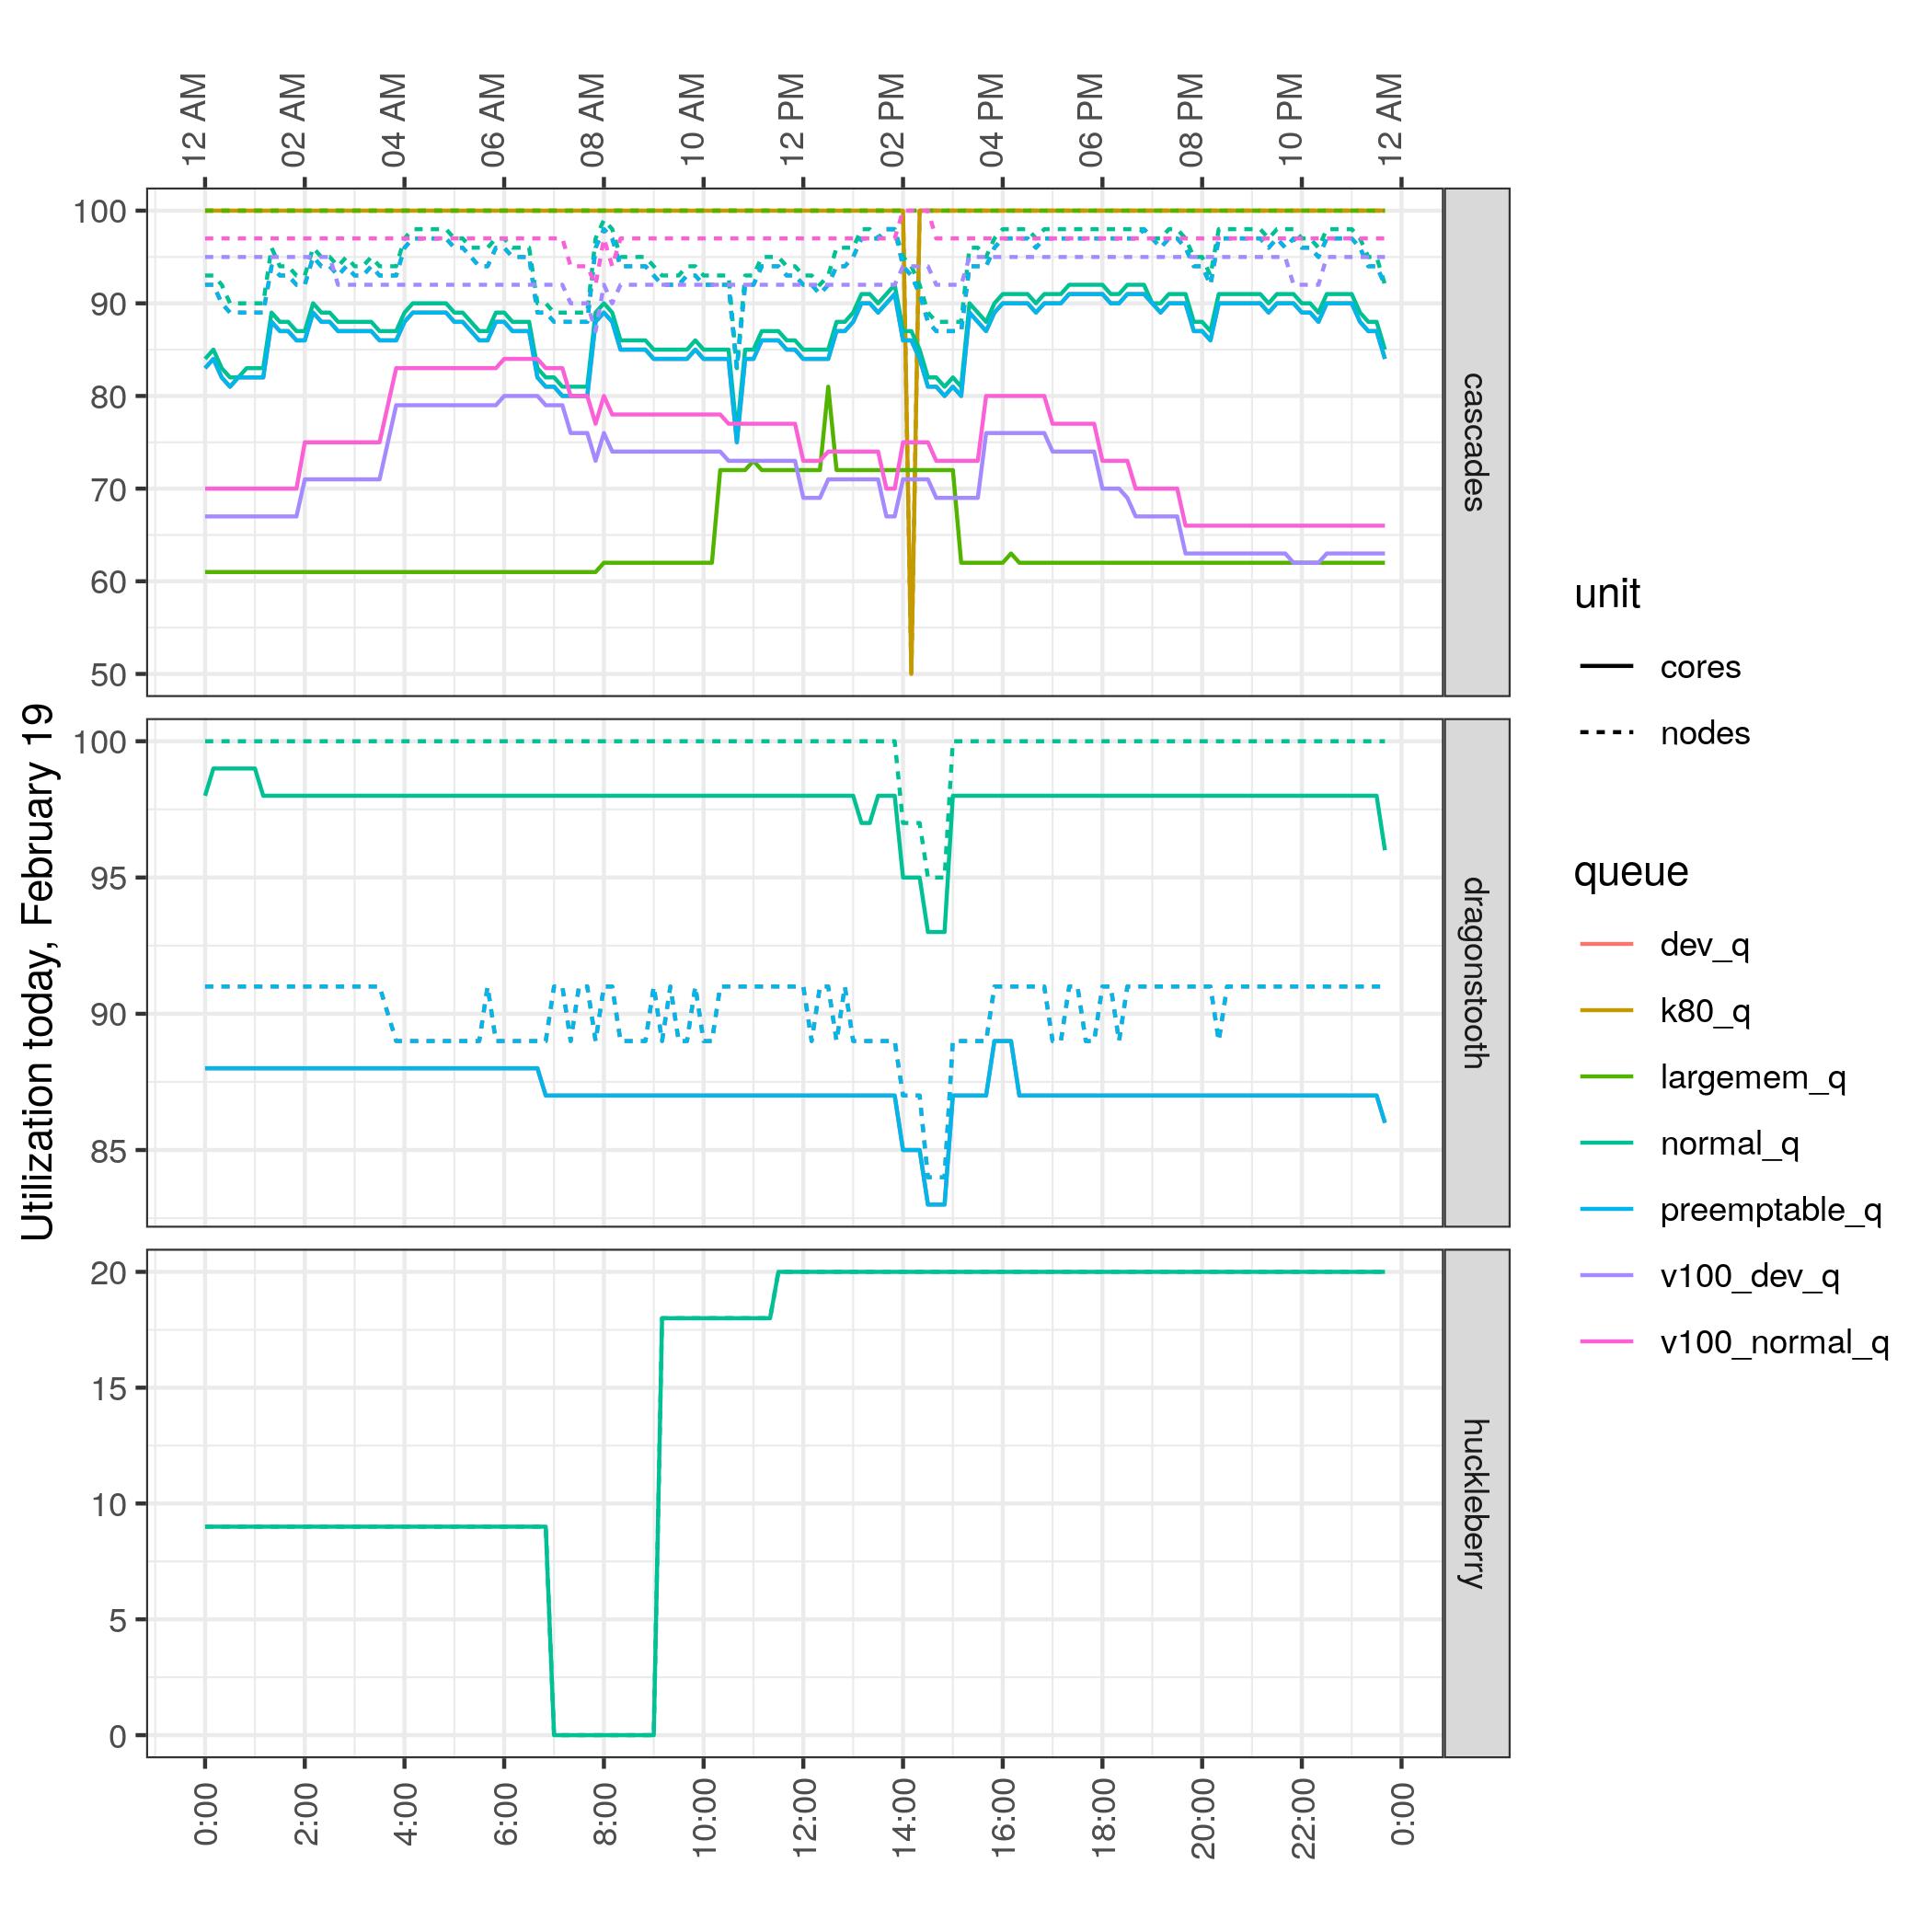 12 AM
02 AM
04 AM
06 AM
08 AM
10 AM
12 PM
02 PM
04 PM
06 PM
08 PM
10 PM
12 AM
Utilization today, February 19
100
90
80
70
60
50
cascades
100
95
90
85
dragonstooth
20
15
10
5
0
huckleberry
0:00
2:00
4:00
6:00
8:00
10:00
12:00
14:00
16:00
18:00
20:00
22:00
0:00
unit
cores
nodes
queue
dev_q
k80_q
largemem_q
normal_q
preemptable_q
v100_dev_q
v100_normal_q